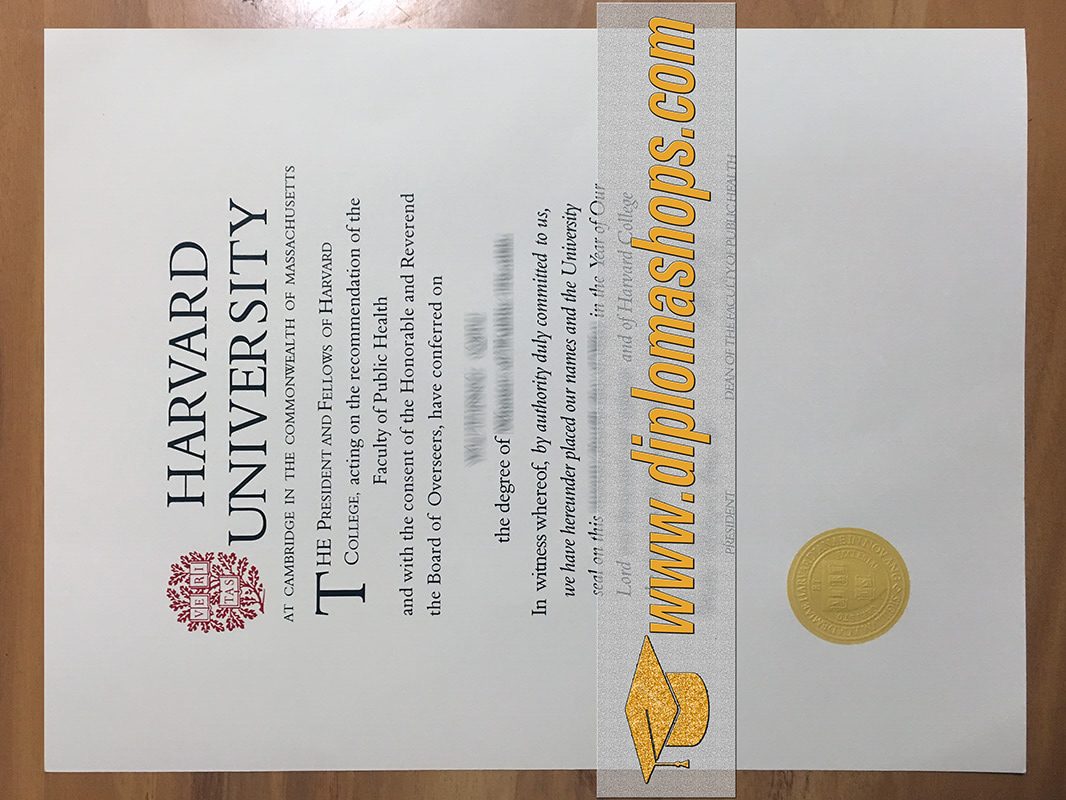 VE RI
TAS
HARVARD
UNIVERSITY
AT CAMBRIDGE IN THE COMMONWEALTH OF MASSACHUSETTS
THE PRESIDENT AND FELLOWS OF HARVARD
COLLEGE, acting on the recommendation of the
Faculty of Public Health
and with the consent of the Honorable and Reverend
the Board of Overseers, have conferred on
the degree of
In witness whereof, by authority duly committed to us,
we have hereunder placed our names and the University
seal on this in the Year of Our
Lord and of Harvard College
www.diplomashops.com
PRESIDENT
DEAN OF THE FACULTY OF PUBLIC HEALTH